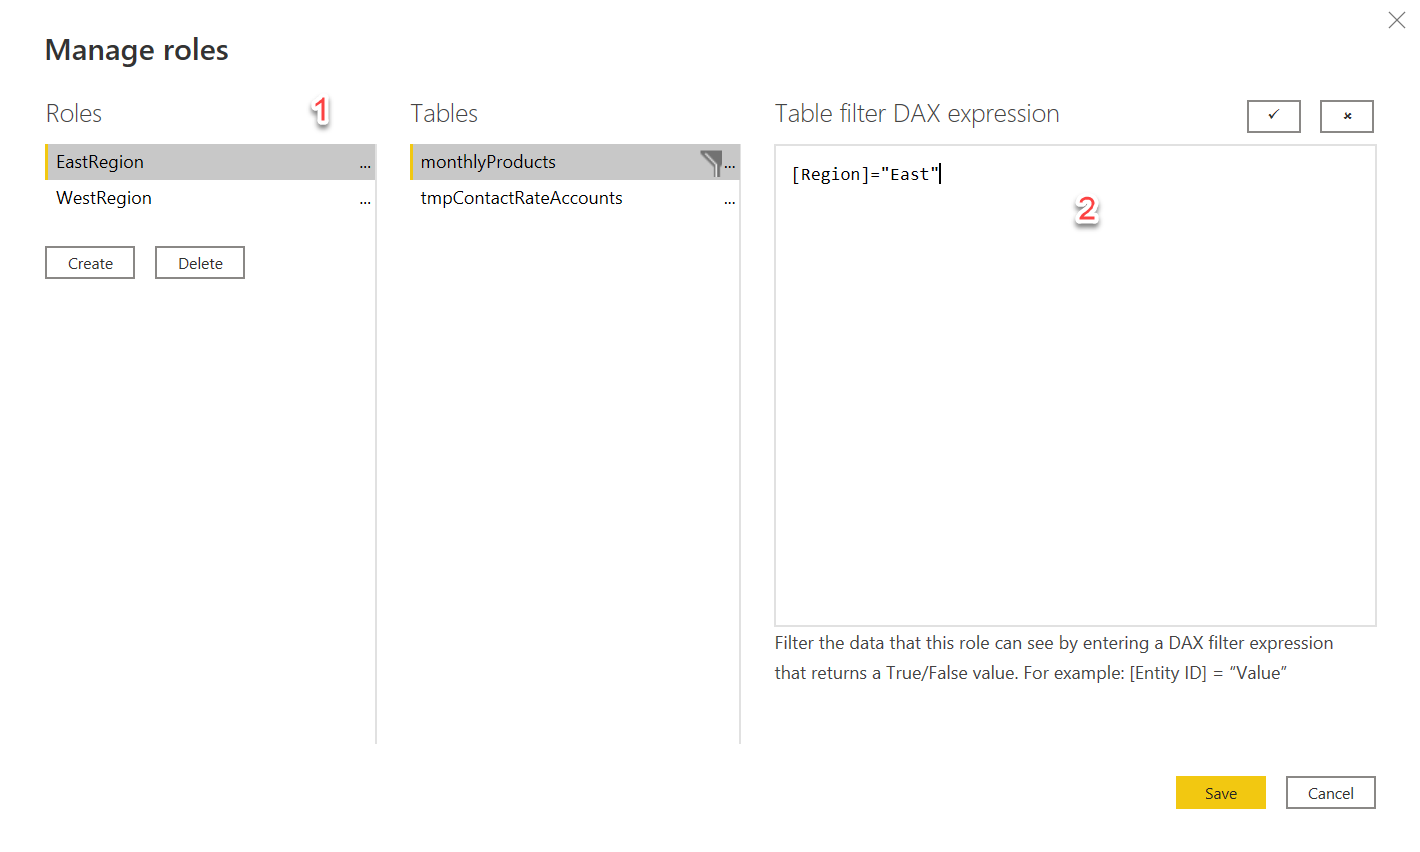 Manage roles
Roles
1
EastRegion ...
WestRegion ...
Create
Delete
Tables
monthlyProducts ...
tmpContactRateAccounts ...
Table filter DAX expression
[Region]="East"
2
Filter the data that this role can see by entering a DAX filter expression
that returns a True/False value. For example: [Entity ID] = “Value”
Save
Cancel